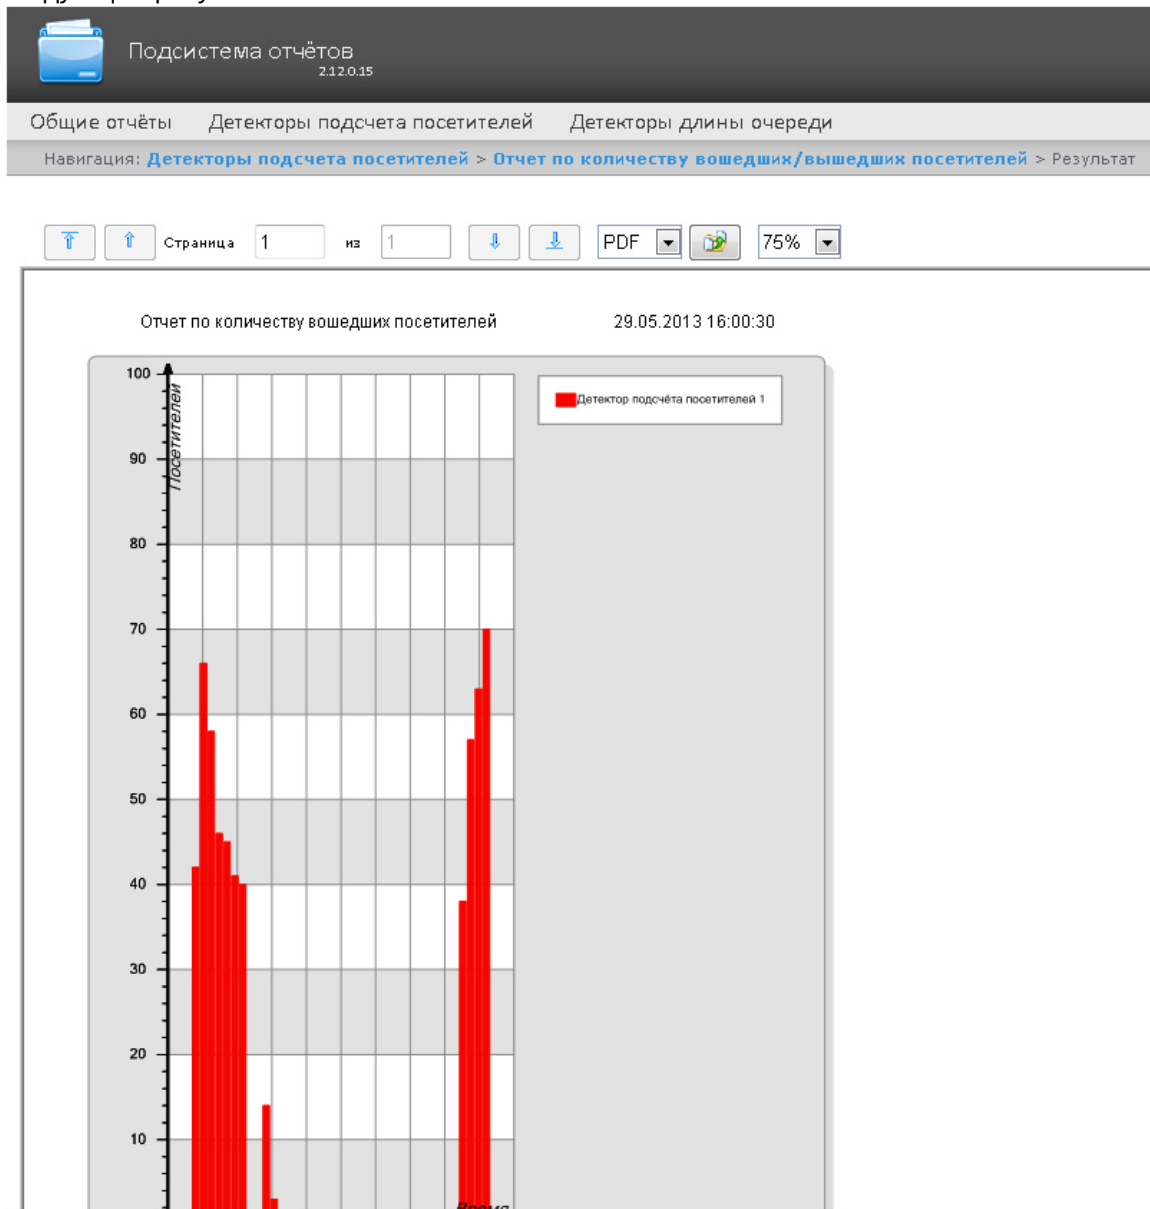 Подсистема отчётов
2.12.0.15
Общие отчёты Детекторы подсчета посетителей Детекторы длины очереди
Навигация: Детекторы подсчета посетителей > Отчет по количеству вошедших/вышедших посетителей > Результат
Страница 1 из 1 PDF 75%
Отчет по количеству вошедших посетителей 29.05.2013 16:00:30
Посетителей
Детектор подсчёта посетителей 1
100
90
80
70
60
50
40
30
20
10
Время